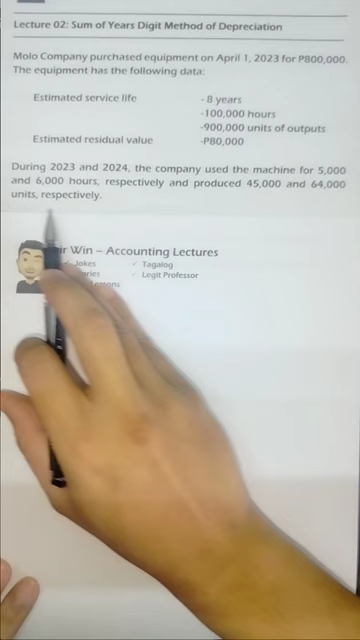 Lecture 02: Sum of Years Digit Method of Depreciation
Molo Company purchased equipment on April 1, 2023 for P800,000.
The equipment has the following data:
Estimated service life - 8 years
-100,000 hours
-900,000 units of outputs
Estimated residual value -P80,000
During 2023 and 2024, the company used the machine for 5,000
and 6,000 hours, respectively and produced 45,000 and 64,000
units, respectively.
Win – Accounting Lectures
Jokes ✓ Tagalog
✓ Legit Professor